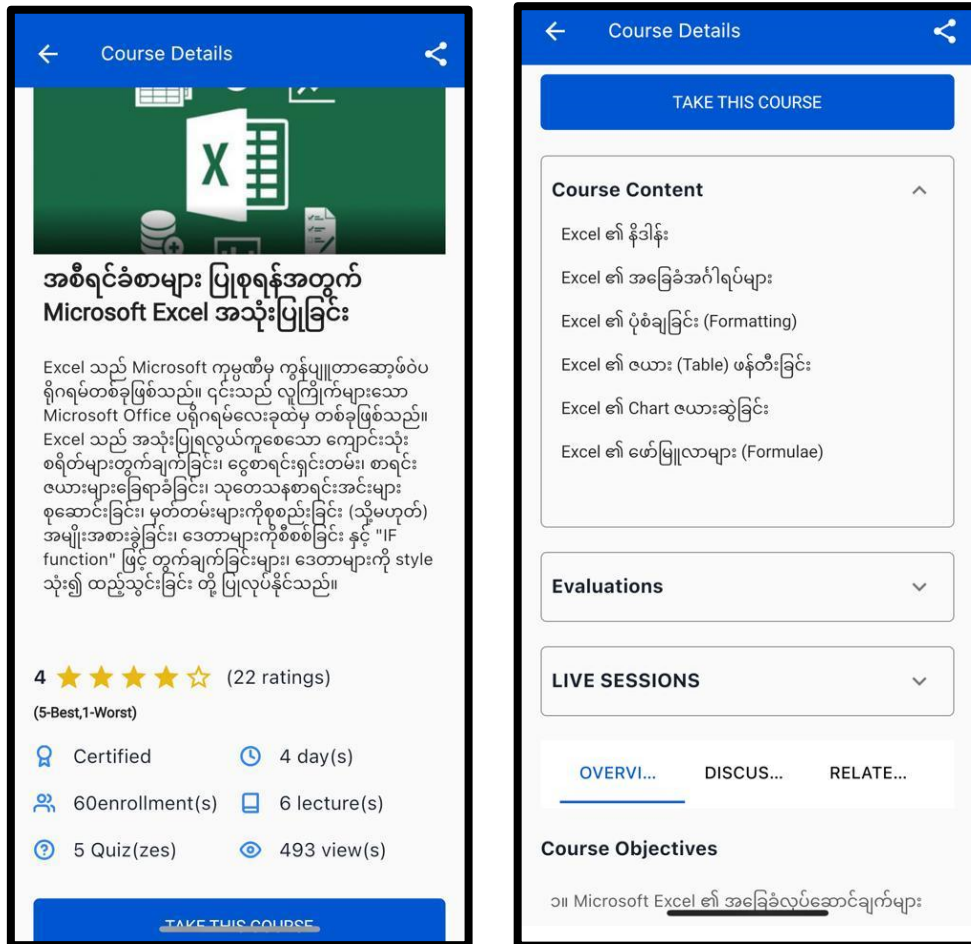 Course Details
X
အစီရင်ခံစာများ ပြုစုရန်အတွက်
Microsoft Excel အသုံးပြုခြင်း
Excel သည် Microsoft ကုမ္ပဏီမှ ကွန်ပျူတာဆော့ဖ်ဝဲပ
ရိုဂရမ်တစ်ခုဖြစ်သည်။ ၎င်းသည် လူကြိုက်များသော
Microsoft Office ပရိုဂရမ်လေးခုထဲမှ တစ်ခုဖြစ်သည်။
Excel သည် အသုံးပြုရလွယ်ကူစေသော ကျောင်းသုံး
စရိတ်များတွက်ချက်ခြင်း၊ ငွေစာရင်းရှင်းတမ်း၊ စာရင်း
ဇယားများခြေရာခံခြင်း၊ သုတေသနစာရင်းအင်းများ
စုဆောင်းခြင်း၊ မှတ်တမ်းများကိုစုစည်းခြင်း (သို့မဟုတ်)
အမျိုးအစားခွဲခြင်း၊ ဒေတာများကိုစီစစ်ခြင်း နှင့် "IF
function" ဖြင့် တွက်ချက်ခြင်းများ၊ ဒေတာများကို style
သုံး၍ ထည့်သွင်းခြင်း တို့ ပြုလုပ်နိုင်သည်။
4 (22 ratings)
(5-Best,1-Worst)
Certified 4 day(s)
60enrollment(s) 6 lecture(s)
5 Quiz(zes) 493 view(s)
TAKE THIS COURSE
Course Details
TAKE THIS COURSE
Course Content
Excel ၏ နိဒါန်း
Excel ၏ အခြေခံအင်္ဂါရပ်များ
Excel ၏ ပုံစံချခြင်း (Formatting)
Excel ၏ ဇယား (Table) ဖန်တီးခြင်း
Excel ၏ Chart ဇယားဆွဲခြင်း
Excel ၏ ဖော်မြူလာများ (Formulae)
Evaluations
LIVE SESSIONS
OVERVI... DISCUS... RELATE...
Course Objectives
၁။ Microsoft Excel ၏ အခြေခံလုပ်ဆောင်ချက်များ